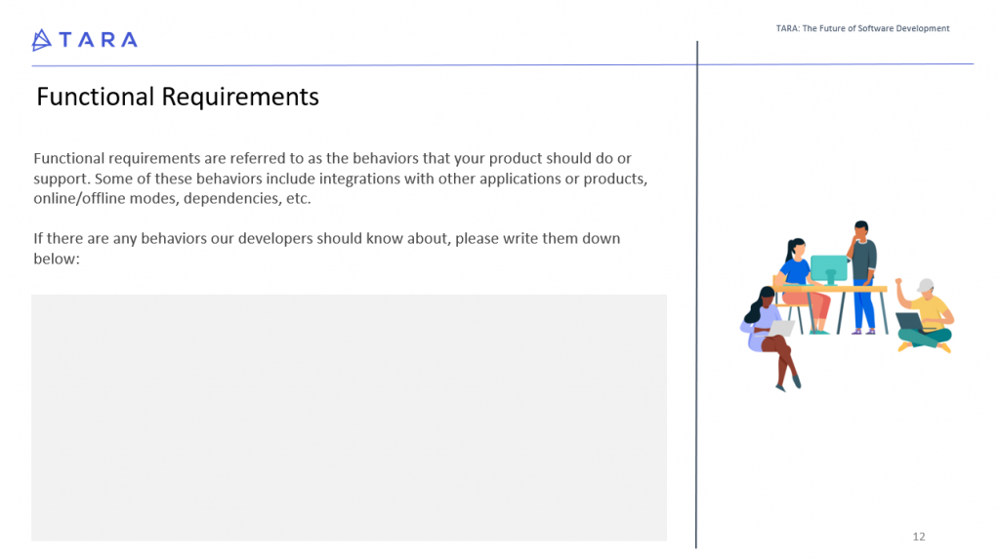 TARA
TARA: The Future of Software Development
Functional Requirements
Functional requirements are referred to as the behaviors that your product should do or
support. Some of these behaviors include integrations with other applications or products,
online/offline modes, dependencies, etc.
If there are any behaviors our developers should know about, please write them down
below:
12